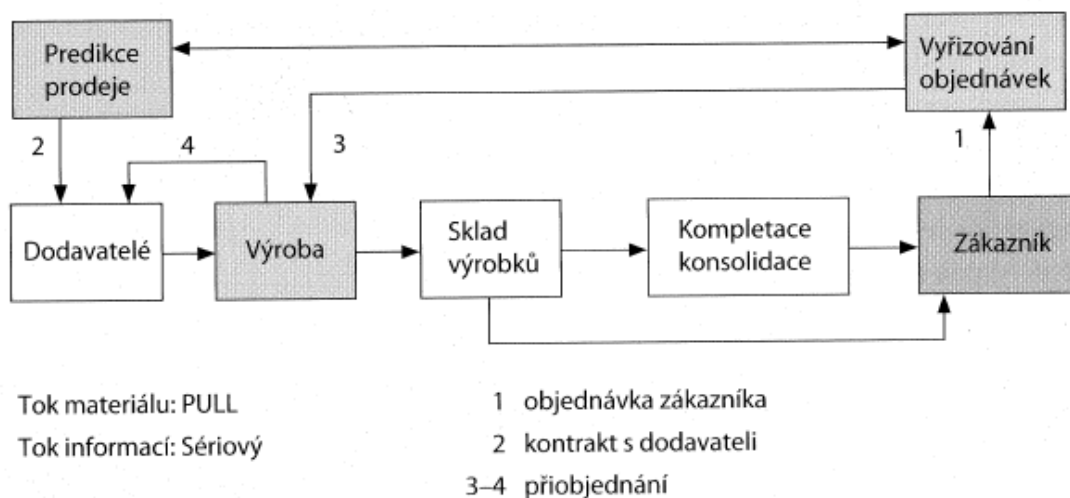 Predikce
prodeje
Vyřizování
objednávek
2
4
3
1
Dodavatelé
Výroba
Sklad
výrobků
Kompletace
konsolidace
Zákazník
Tok materiálu: PULL
Tok informací: Sériový
1 objednávka zákazníka
2 kontrakt s dodavateli
3–4 přiobjednání